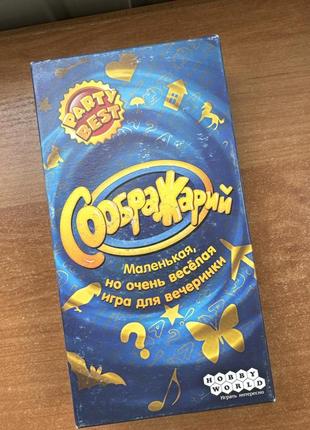 PARTY
BEST
Соображарий
Маленькая,
но очень весёлая
игра для вечеринки
?
HOBBY
WORLD
Играть интересно